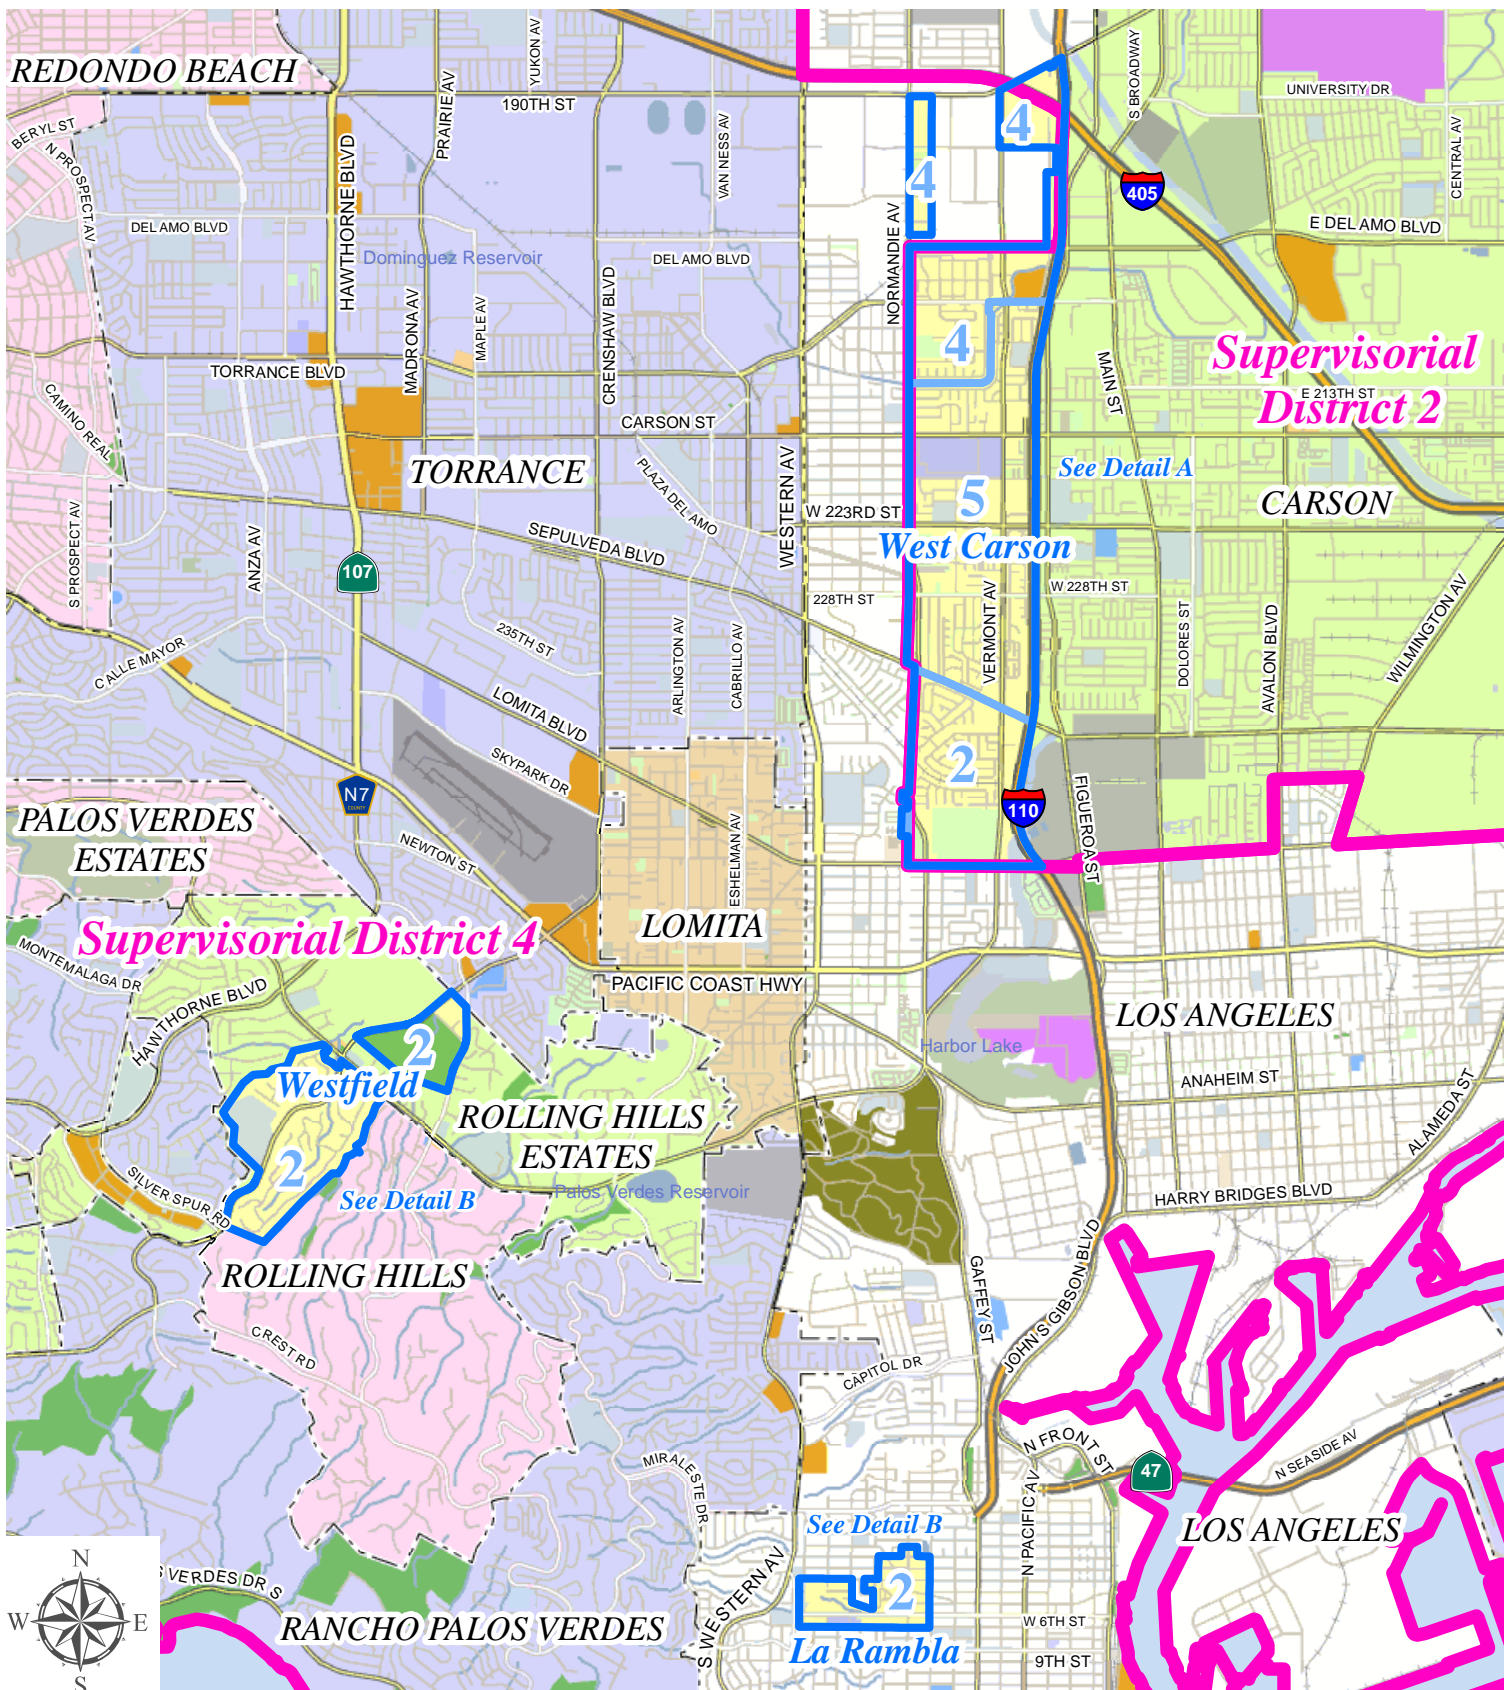 REDONDO BEACH
BERYL ST
N PROSPECT AV
YUKON AV
PRAIRIE AV
190TH ST
HAWTHORNE BLVD
VAN NESS AV
4
4
S BROADWAY
UNIVERSITY DR
CENTRAL AV
405
DEL AMO BLVD
Dominguez Reservoir
DEL AMO BLVD
NORMANDIE AV
E DEL AMO BLVD
MADRONA AV
MAPLE AV
CRENSHAW BLVD
4
MAIN ST
Supervisorial
District 2
E 213TH ST
TORRANCE BLVD
CAMINO REAL
CARSON ST
TORRANCE
PLAZA DEL AMO
WESTERN AV
See Detail A
CARSON
5
W 223RD ST
West Carson
S PROSPECT AV
ANZA AV
SEPULVEDA BLVD
107
228TH ST
VERMONT AV
W 228TH ST
DOLORES ST
AVALON BLVD
WILMINGTON AV
CALLE MAYOR
235TH ST
ARLINGTON AV
CABRILLO AV
LOMITA BLVD
SKYPARK DR
2
N7
COUNTY
110
FIGUEROA ST
PALOS VERDES
ESTATES
NEWTON ST
ESHELMAN AV
LOMITA
Supervisorial District 4
MONTEMALAGA DR
HAWTHORNE BLVD
PACIFIC COAST HWY
LOS ANGELES
Harbor Lake
2
Westfield
ANAHEIM ST
ALAMEDA ST
ROLLING HILLS
ESTATES
2
SILVER SPUR RD
See Detail B
Palos Verdes Reservoir
HARRY BRIDGES BLVD
ROLLING HILLS
CREST RD
GAFFEY ST
JOHN S GIBSON BLVD
CAPITOL DR
N FRONT ST
N SEASIDE AV
47
MIRALESTE DR
N PACIFIC AV
LOS ANGELES
See Detail B
2
La Rambla
S WESTERN AV
W 6TH ST
9TH ST
S VERDES DR S
RANCHO PALOS VERDES
N
W
E
S